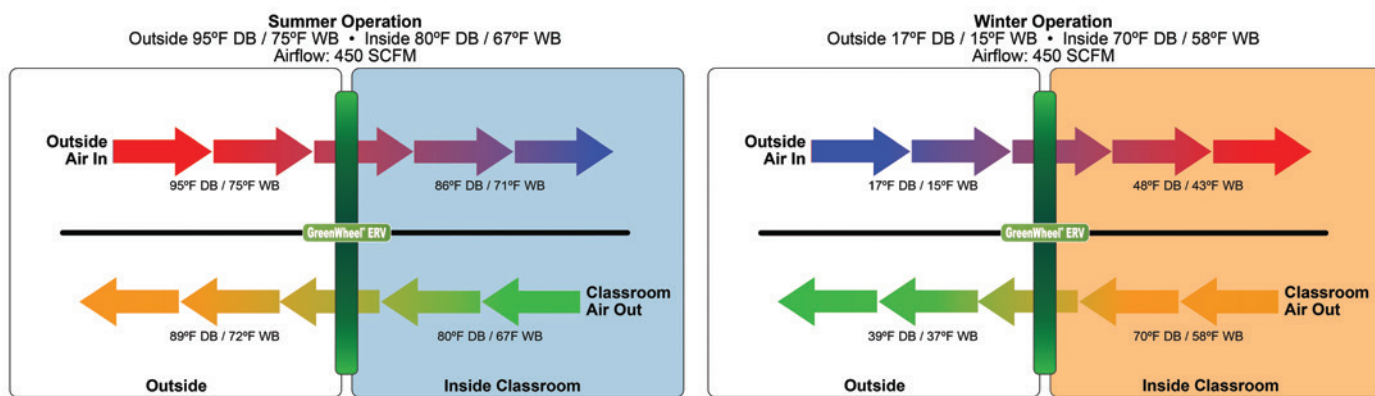 Summer Operation
Outside 95ºF DB / 75ºF WB • Inside 80ºF DB / 67ºF WB
Airflow: 450 SCFM
Outside
Air In
95ºF DB / 75ºF WB
86ºF DB / 71ºF WB
GreenWheel™ ERV
Classroom
Air Out
89ºF DB / 72ºF WB
80ºF DB / 67F WB
Outside
Inside Classroom
Winter Operation
Outside 17ºF DB / 15ºF WB • Inside 70ºF DB / 58ºF WB
Airflow: 450 SCFM
Outside
Air In
17ºF DB / 15ºF WB
48ºF DB / 43ºF WB
GreenWheel™ ERV
Classroom
Air Out
39ºF DB / 37ºF WB
70ºF DB / 58ºF WB
Outside
Inside Classroom